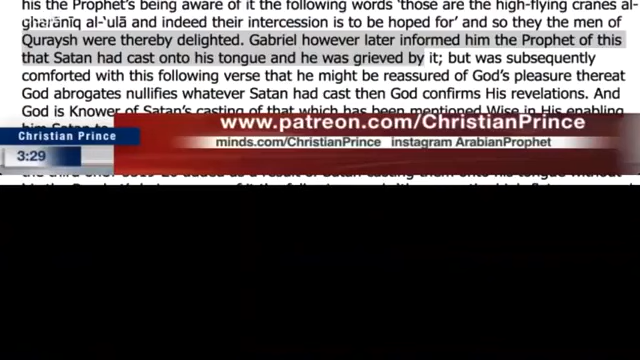 his the Prophet's being aware of it the following words 'those are the high-flying cranes al-
gharānīq al-'ulā and indeed their intercession is to be hoped for' and so they the men of
Quraysh were thereby delighted. Gabriel however later informed him the Prophet of this
that Satan had cast onto his tongue and he was grieved by it; but was subsequently
comforted with this following verse that he might be reassured of God's pleasure thereat
God abrogates nullifies whatever Satan had cast then God confirms His revelations. And
God is Knower of Satan's casting of that which has been mentioned Wise in His enabling
www.patreon.com/ChristianPrince
Christian Prince
minds.com/ChristianPrince instagram ArabianProphet
3:29